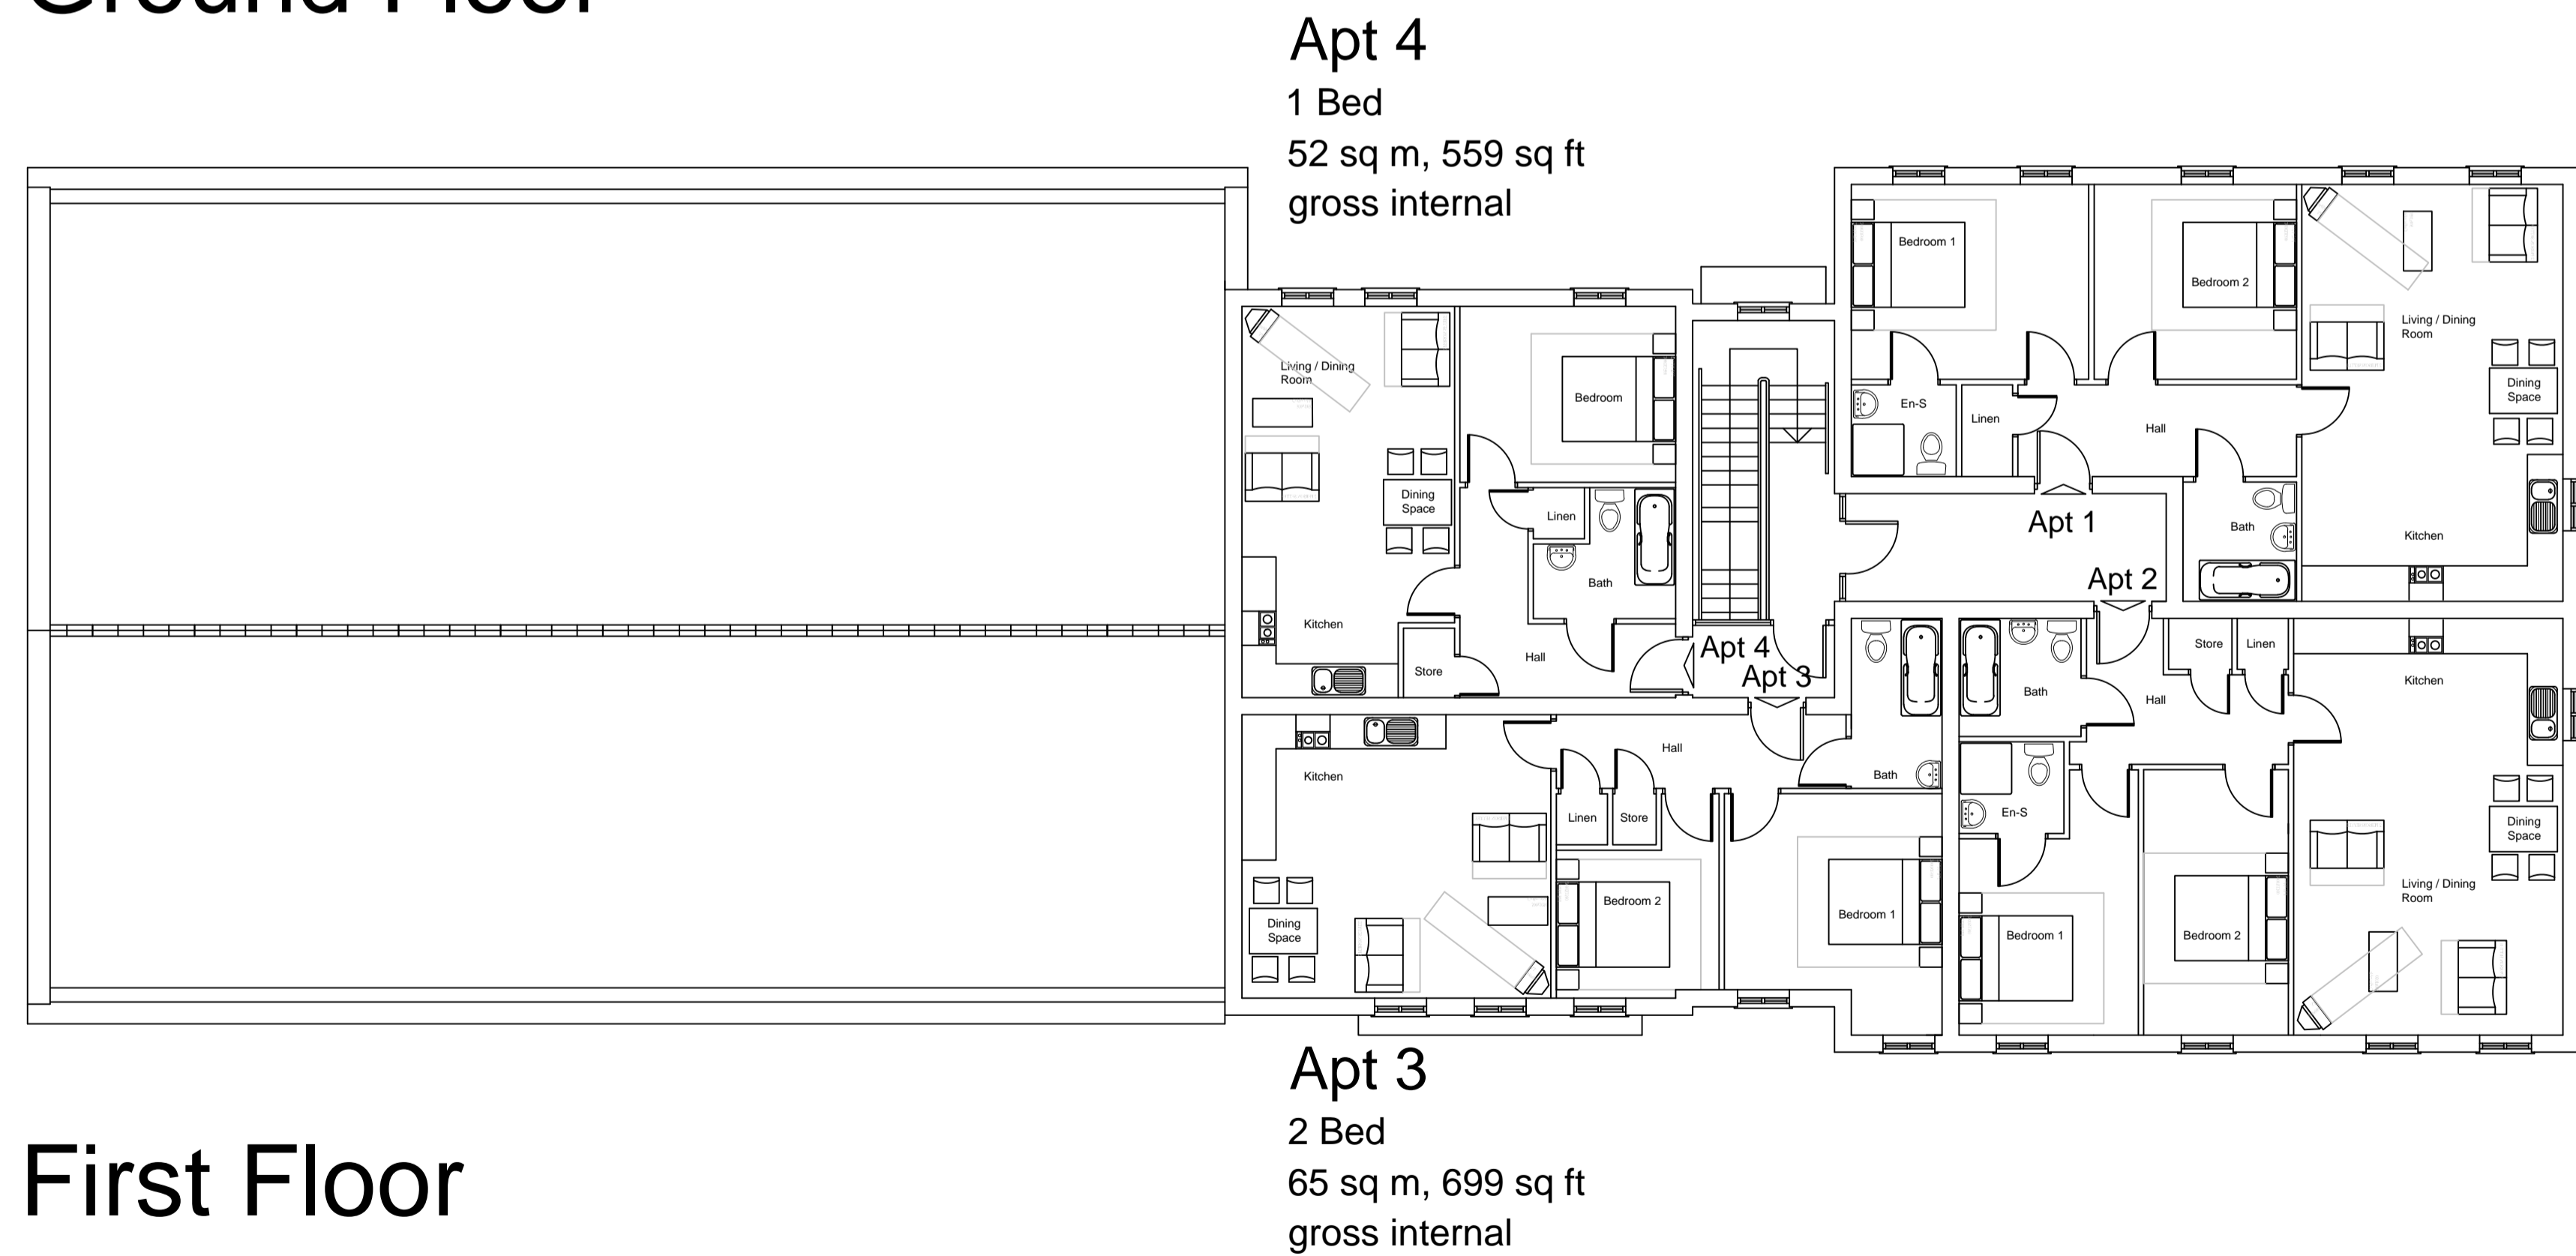 Ground Floor
Apt 4
1 Bed
52 sq m, 559 sq ft
gross internal
Bedroom 1
Bedroom 2
Living / Dining
Room
Dining
Space
En-S
Linen
Hall
Bath
Kitchen
Apt 1
Apt 2
Living / Dining
Room
Bedroom
Dining
Space
Linen
Bath
Kitchen
Store
Hall
Apt 4
Apt 3
Kitchen
Hall
Bath
Linen
Store
Bedroom 2
Bedroom 1
Dining
Space
Bath
Hall
Store
Linen
Kitchen
En-S
Dining
Space
Bedroom 1
Bedroom 2
Living / Dining
Room
Apt 3
2 Bed
65 sq m, 699 sq ft
gross internal
First Floor